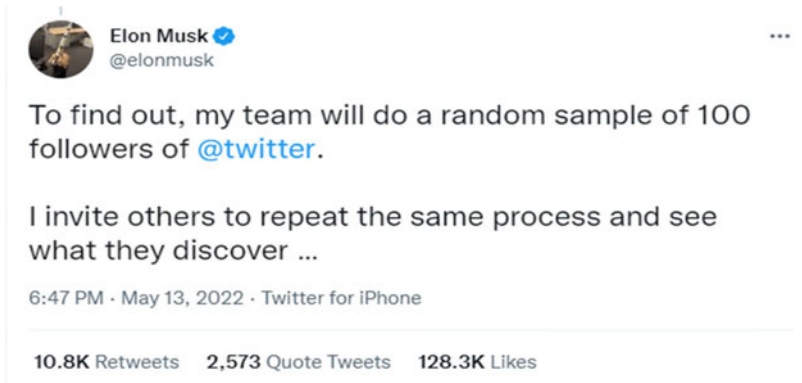 Elon Musk
@elonmusk
To find out, my team will do a random sample of 100
followers of @twitter.
I invite others to repeat the same process and see
what they discover ...
6:47 PM · May 13, 2022 · Twitter for iPhone
10.8K Retweets 2,573 Quote Tweets 128.3K Likes